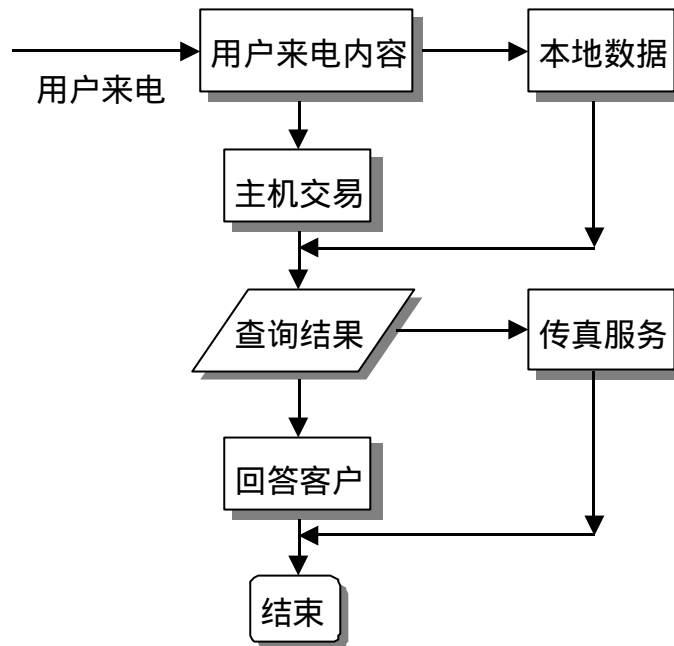 用户来电内容
本地数据
用户来电
主机交易
查询结果
传真服务
回答客户
结束